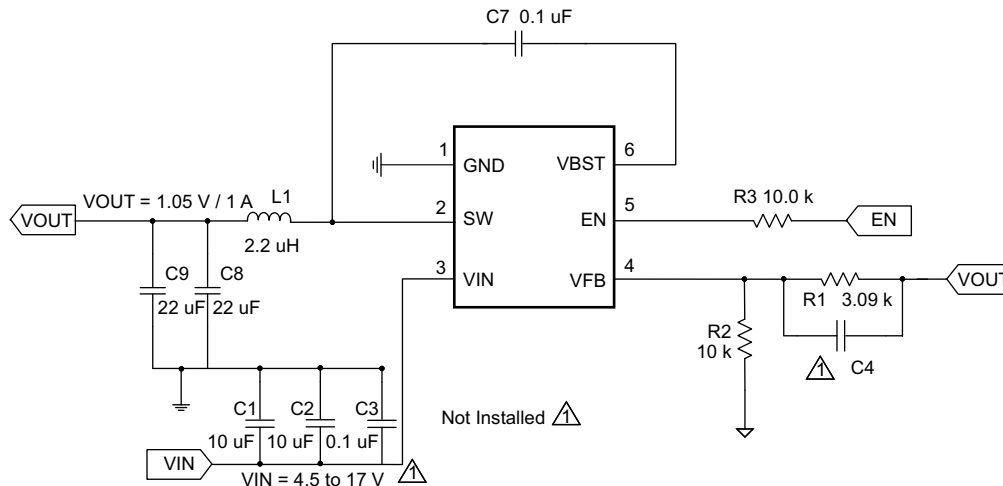 C7 0.1 uF
1 GND VBST 6
VOUT = 1.05 V / 1 A L1
VOUT
2.2 uH
2 SW EN 5
R3 10.0 k
EN
3 VIN VFB 4
VOUT
C9 C8
22 uF 22 uF
R1 3.09 k
R2
10 k
1 C4
C1 C2 C3
10 uF 10 uF 0.1 uF
Not Installed 1
VIN
VIN = 4.5 to 17 V 1